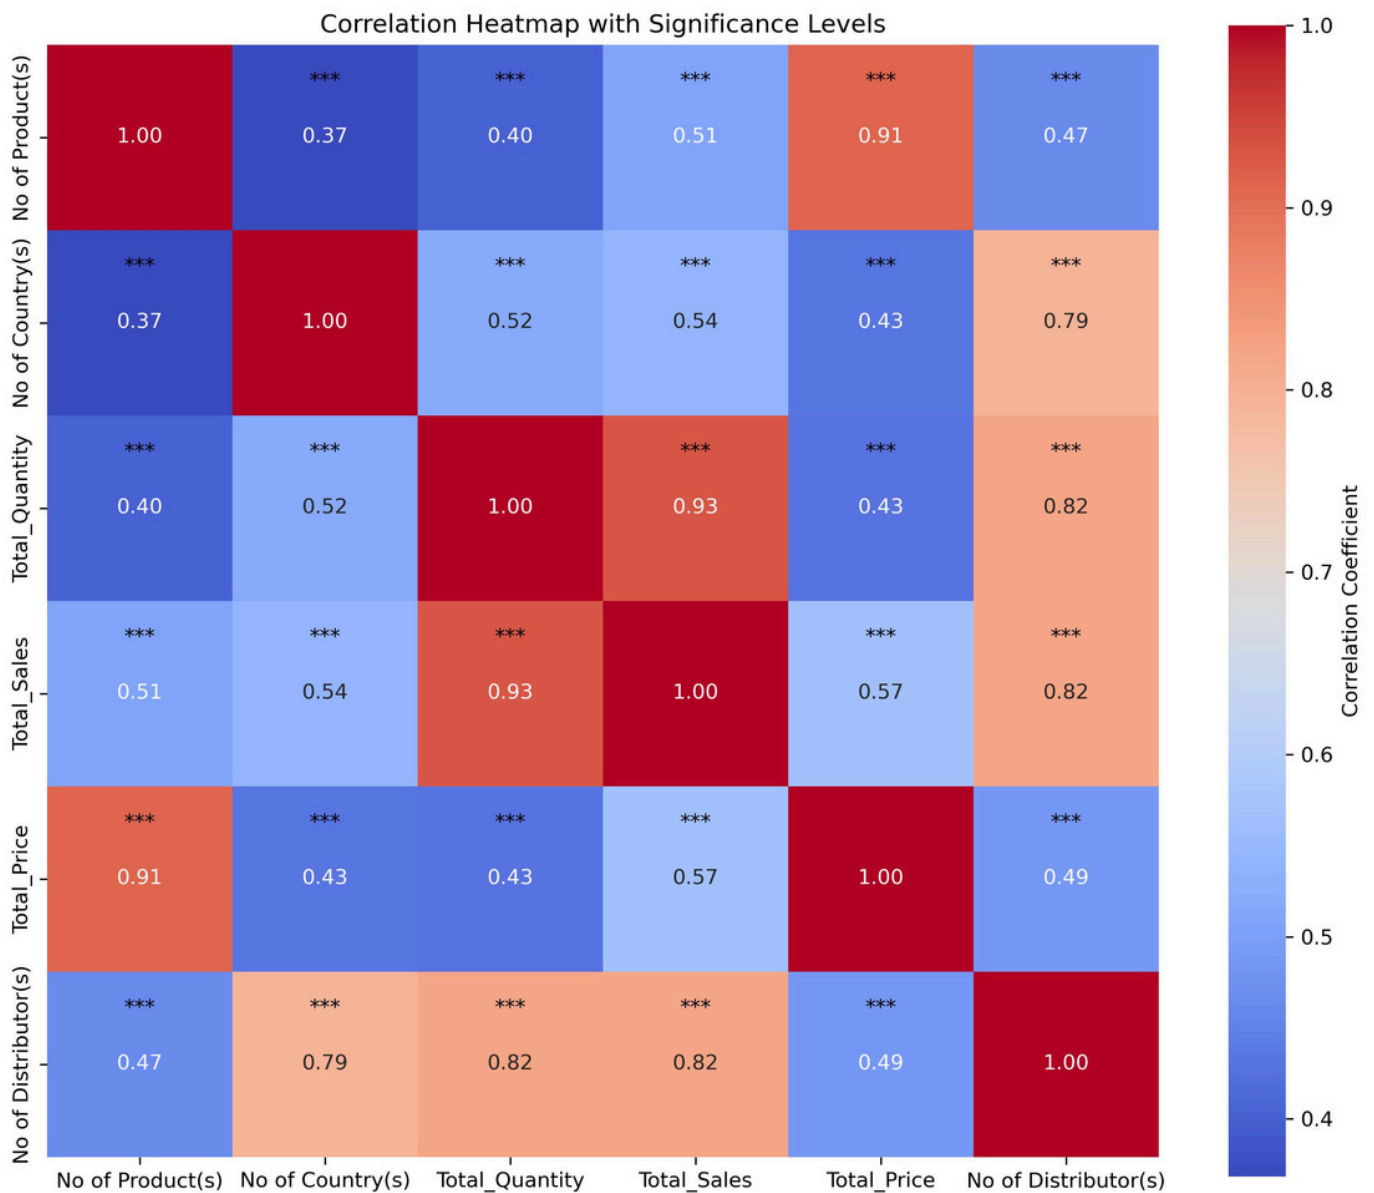 Correlation Heatmap with Significance Levels
No of Product(s)
*** *** *** *** ***
1.00 0.37 0.40 0.51 0.91 0.47
No of Country(s)
*** *** *** *** ***
0.37 1.00 0.52 0.54 0.43 0.79
Total_Quantity
*** *** *** *** ***
0.40 0.52 1.00 0.93 0.43 0.82
Total_Sales
*** *** *** *** ***
0.51 0.54 0.93 1.00 0.57 0.82
Total_Price
*** *** *** *** ***
0.91 0.43 0.43 0.57 1.00 0.49
No of Distributor(s)
*** *** *** *** ***
0.47 0.79 0.82 0.82 0.49 1.00
No of Product(s) No of Country(s) Total_Quantity Total_Sales Total_Price No of Distributor(s)
1.0
0.9
0.8
0.7
0.6
0.5
0.4
Correlation Coefficient